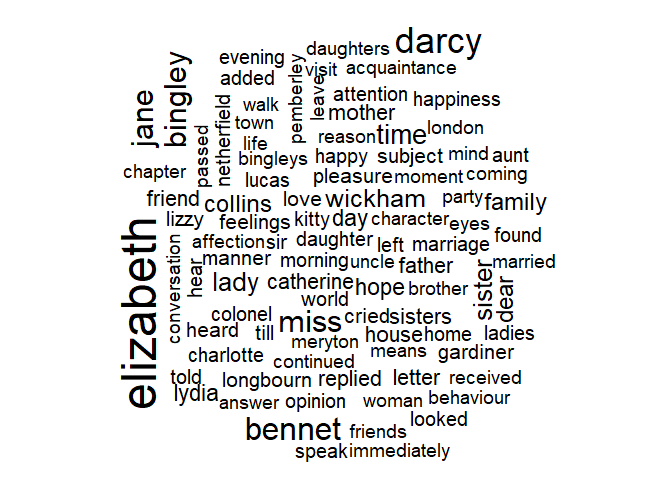 daughters
darcy
evening
visit
acquaintance
added
jane
bingley
pemberley
leave
attention
happiness
walk
mother
netherfield
town
reason
time
london
passed
life
bingleys
happy
subject
mind
aunt
chapter
lucas
pleasure
moment
coming
friend
collins
love
wickham
party
family
lizzy
feelings
kitty
day
character
eyes
elizabeth
conversation
affection
sir
daughter
left
marriage
found
hear
manner
morning
uncle
father
married
lady
catherine
hope
brother
sister
dear
world
colonel
miss
cried
sisters
heard
till
meryton
house
home
ladies
charlotte
continued
means
gardiner
told
longbourn
replied
letter
received
lydia
answer
opinion
woman
behaviour
bennet
friends
looked
speak
immediately